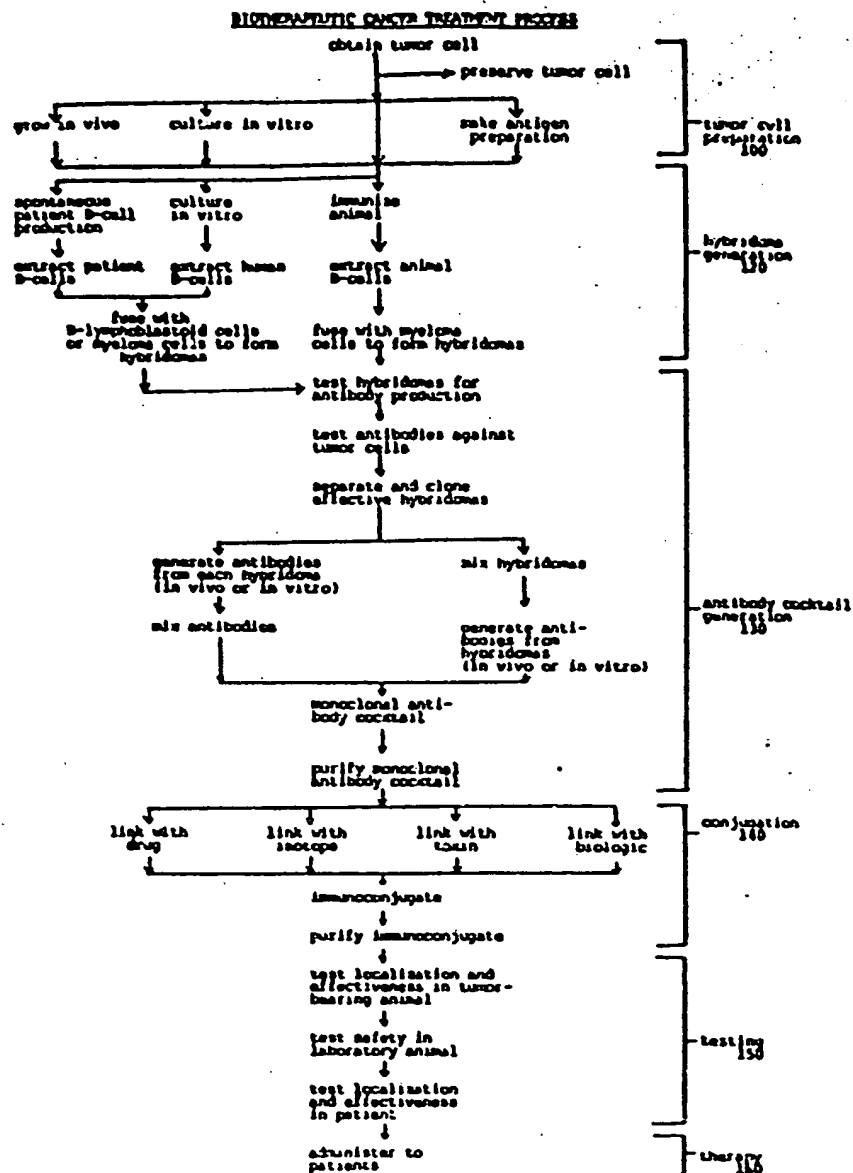 BIOTHERAPEUTIC CANCER TREATMENT PROCESS
obtain tumor cell
preserve tumor cell
grow in vivo
culture in vitro
make antigen
preparation
tumor cell
preparation
100
spontaneous
patient B-cell
production
culture
in vitro
immunize
animal
extract patient
B-cells
extract human
B-cells
extract animal
B-cells
hybridoma
generation
120
fuse with
B-lymphoblastoid cells
or myeloma cells to form
hybridomas
fuse with myeloma
cells to form hybridomas
test hybridomas for
antibody production
test antibodies against
tumor cells
separate and clone
effective hybridomas
generate antibodies
from each hybridoma
(in vivo or in vitro)
mix hybridomas
mix antibodies
generate anti-
bodies from
hybridomas
(in vivo or in vitro)
antibody cocktail
generation
130
monoclonal anti-
body cocktail
purify monoclonal
antibody cocktail
link with
drug
link with
isotope
link with
toxin
link with
biologic
conjugation
140
immunoconjugate
purify immunoconjugate
test localization and
effectiveness in tumor-
bearing animal
test safety in
laboratory animal
test localization
and effectiveness
in patient
testing
150
administer to
patients
therapy
160